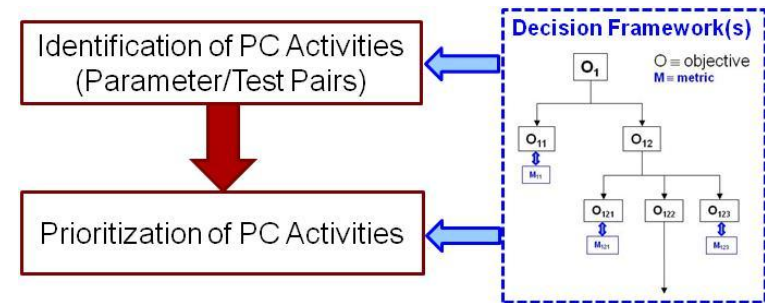 Identification of PC Activities
(Parameter/Test Pairs)
Prioritization of PC Activities
Decision Framework(s)
O ≡ objective
M ≡ metric
O₁
O₁₁
O₁₂
M₁₁
O₁₂₁
O₁₂₂
O₁₂₃
M₁₂₁
M₁₂₃